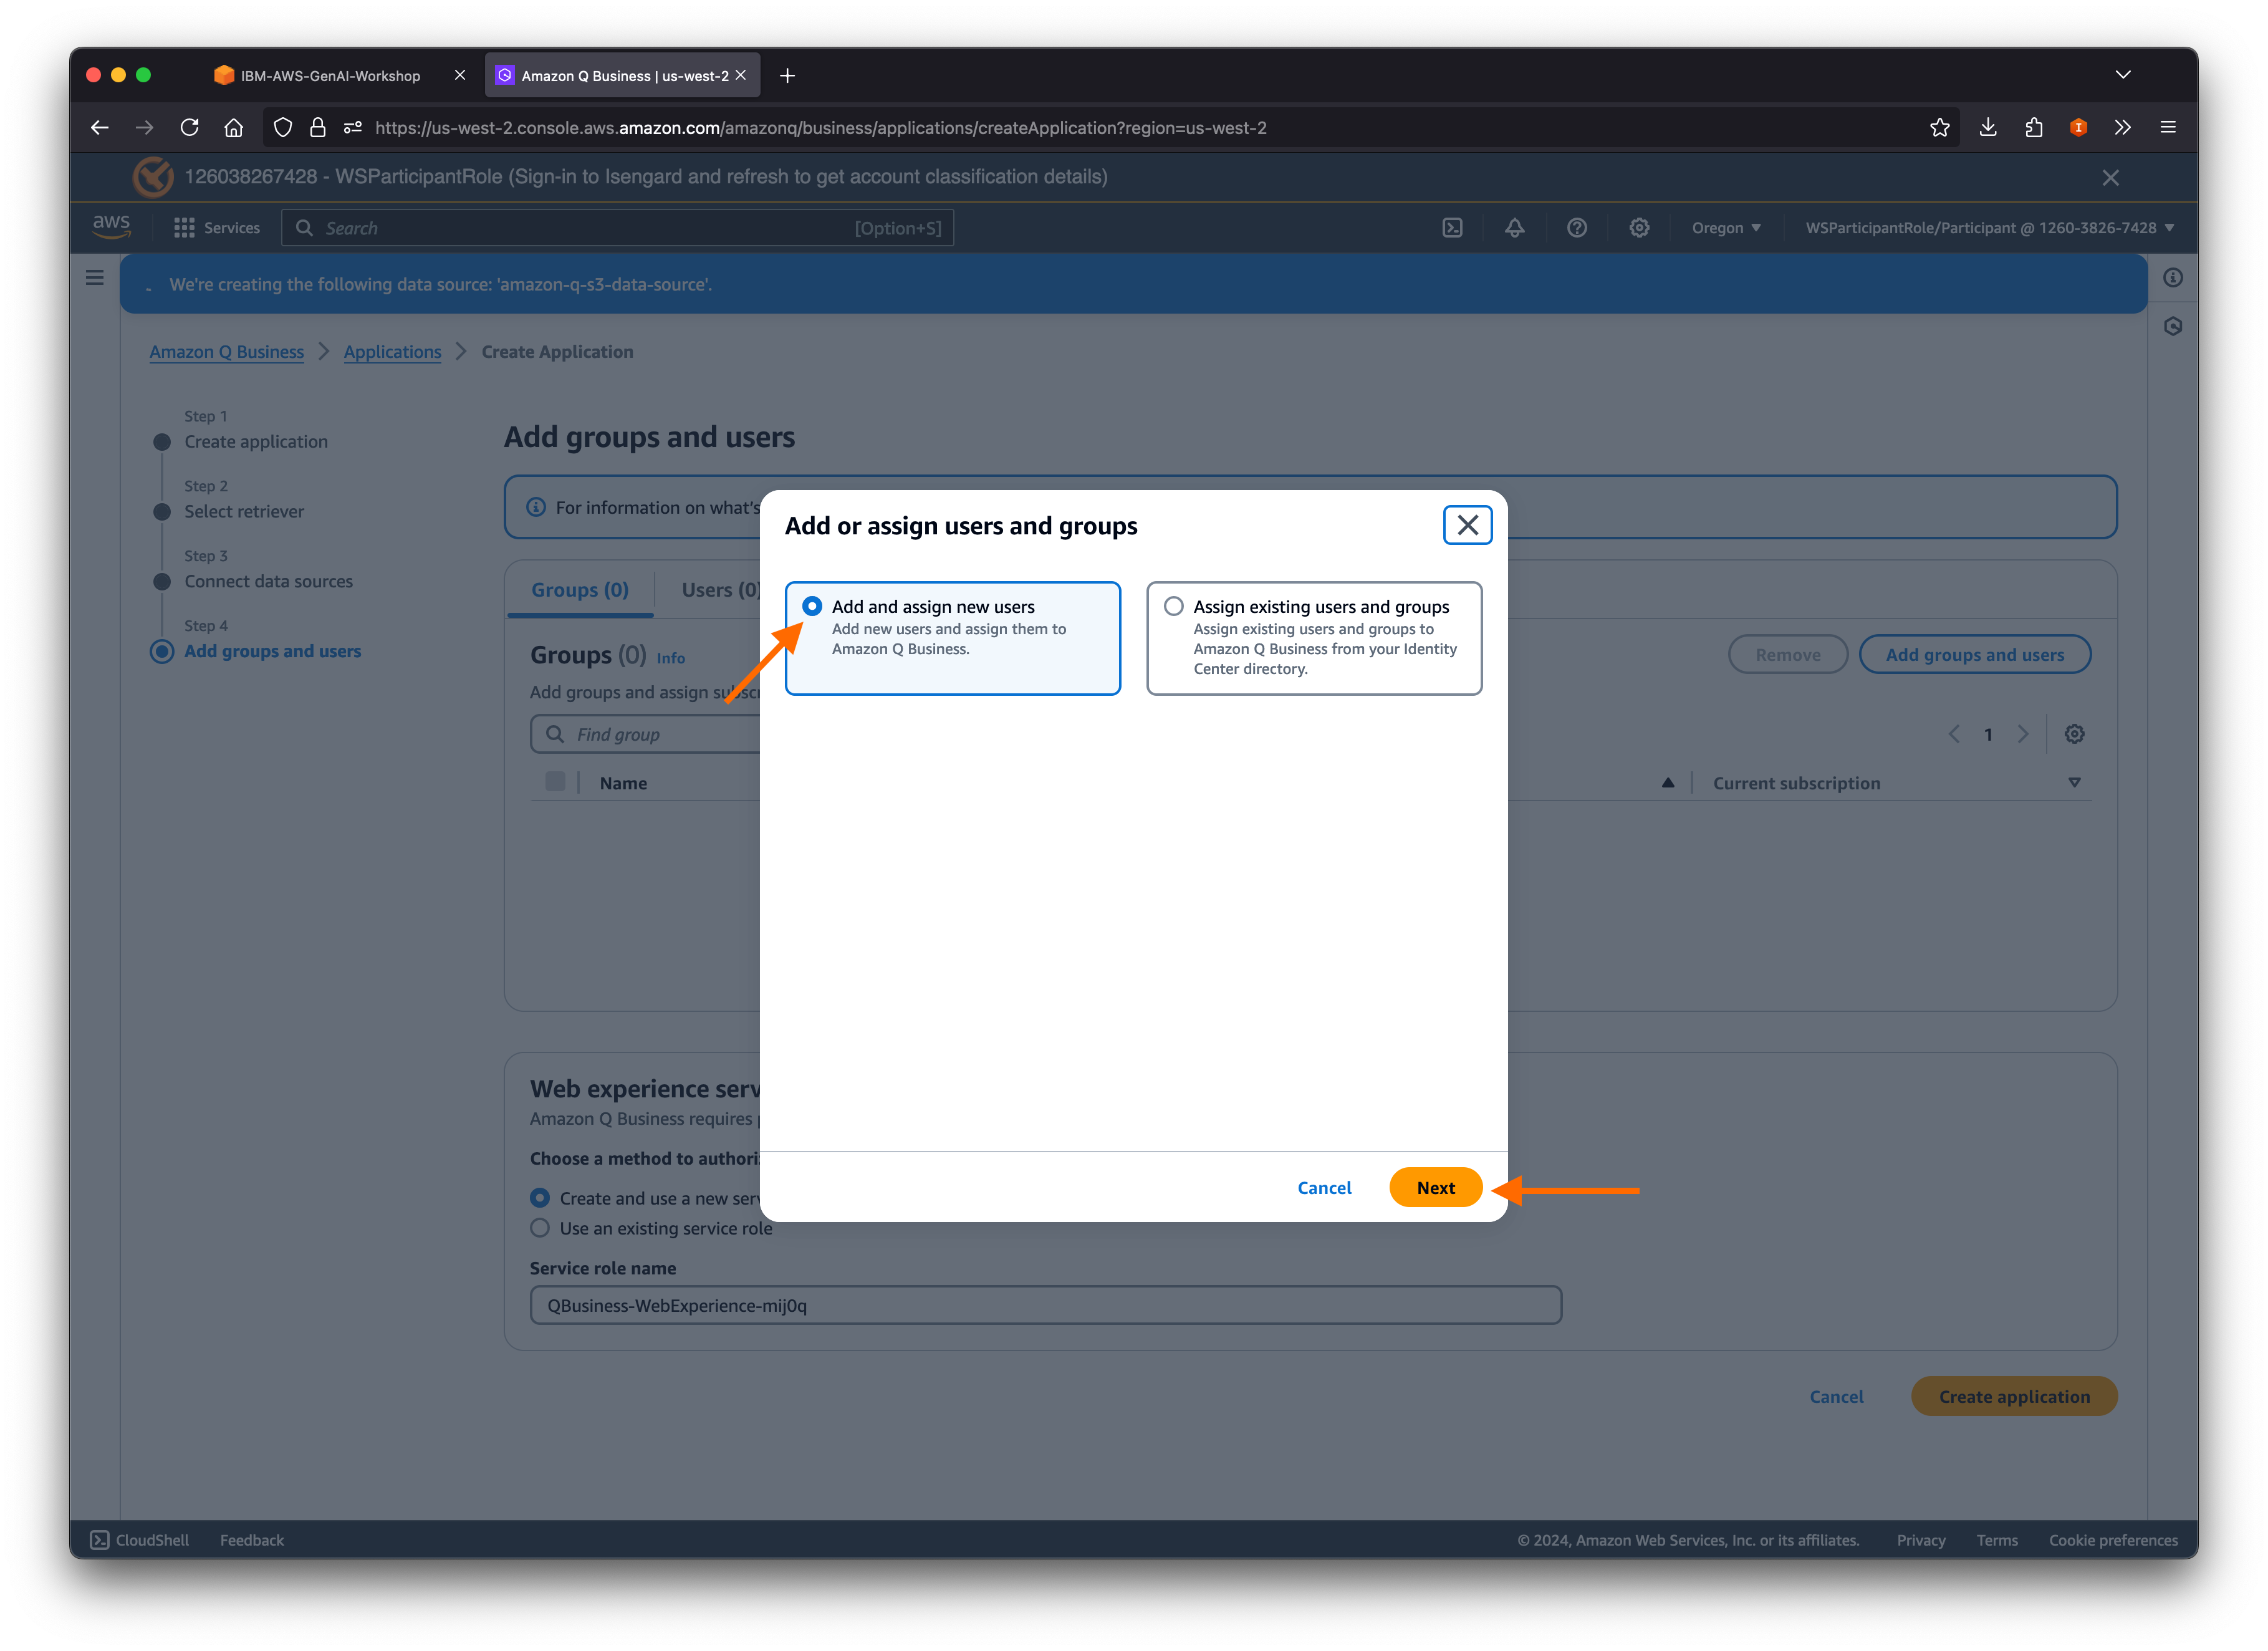 IBM-AWS-GenAI-Workshop
Amazon Q Business | us-west-2
https://us-west-2.console.aws.amazon.com/amazonq/business/applications/createApplication?region=us-west-2
126038267428 - WSParticipantRole (Sign-in to Isengard and refresh to get account classification details)
aws
Services
Search
[Option+S]
Oregon
WSParticipantRole/Participant @ 1260-3826-7428
We're creating the following data source: 'amazon-q-s3-data-source'.
Amazon Q Business
Applications
Create Application
Step 1
Create application
Step 2
Select retriever
Step 3
Connect data sources
Step 4
Add groups and users
Add groups and users
For information on what's
Groups (0)
Users (0)
Groups (0) Info
Add groups and assign subscr
Remove
Add groups and users
Find group
1
Name
Current subscription
Add or assign users and groups
Add and assign new users
Add new users and assign them to
Amazon Q Business.
Assign existing users and groups
Assign existing users and groups to
Amazon Q Business from your Identity
Center directory.
Cancel
Next
Web experience serv
Amazon Q Business requires
Choose a method to authori
Create and use a new serv
Use an existing service role
Service role name
QBusiness-WebExperience-mij0q
Cancel
Create application
CloudShell
Feedback
© 2024, Amazon Web Services, Inc. or its affiliates.
Privacy
Terms
Cookie preferences